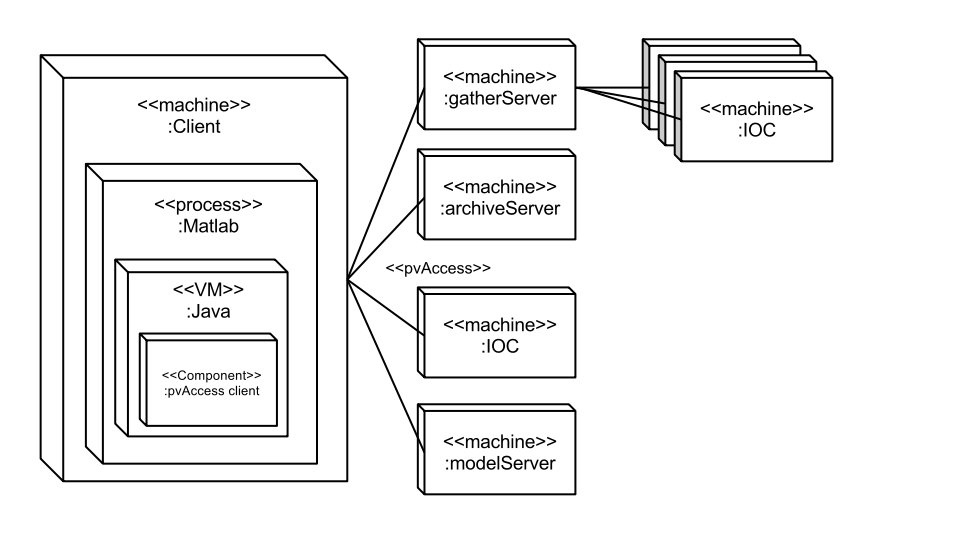 <<machine>>
:Client
<<process>>
:Matlab
<<VM>>
:Java
<<Component>>
:pvAccess client
<<machine>>
:gatherServer
<<machine>>
:archiveServer
<<pvAccess>>
<<machine>>
:IOC
<<machine>>
:modelServer
<<machine>>
:IOC